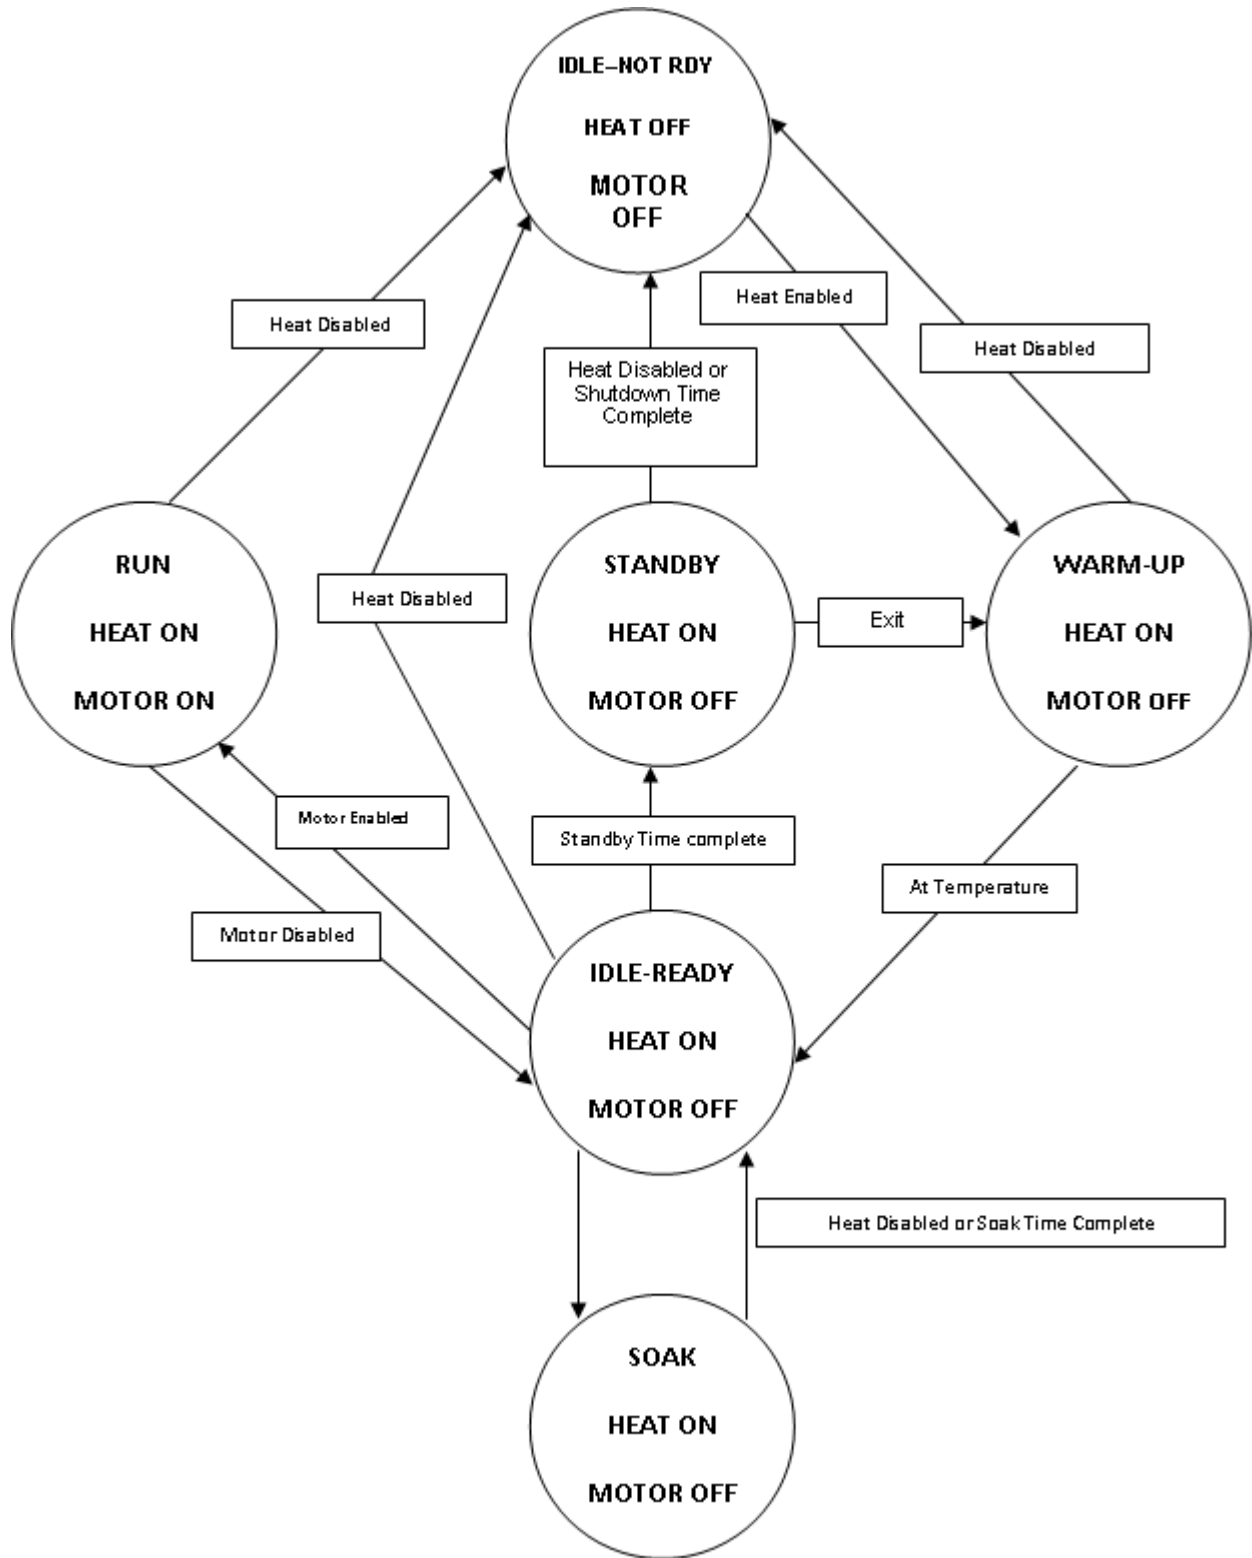 IDLE–NOT RDY
HEAT OFF
MOTOR
OFF
Heat Disabled
Heat Enabled
Heat Disabled
Heat Disabled or
Shutdown Time
Complete
RUN
HEAT ON
MOTOR ON
Heat Disabled
STANDBY
HEAT ON
MOTOR OFF
Exit
WARM-UP
HEAT ON
MOTOR OFF
Motor Enabled
Standby Time complete
At Temperature
Motor Disabled
IDLE-READY
HEAT ON
MOTOR OFF
Heat Disabled or Soak Time Complete
SOAK
HEAT ON
MOTOR OFF